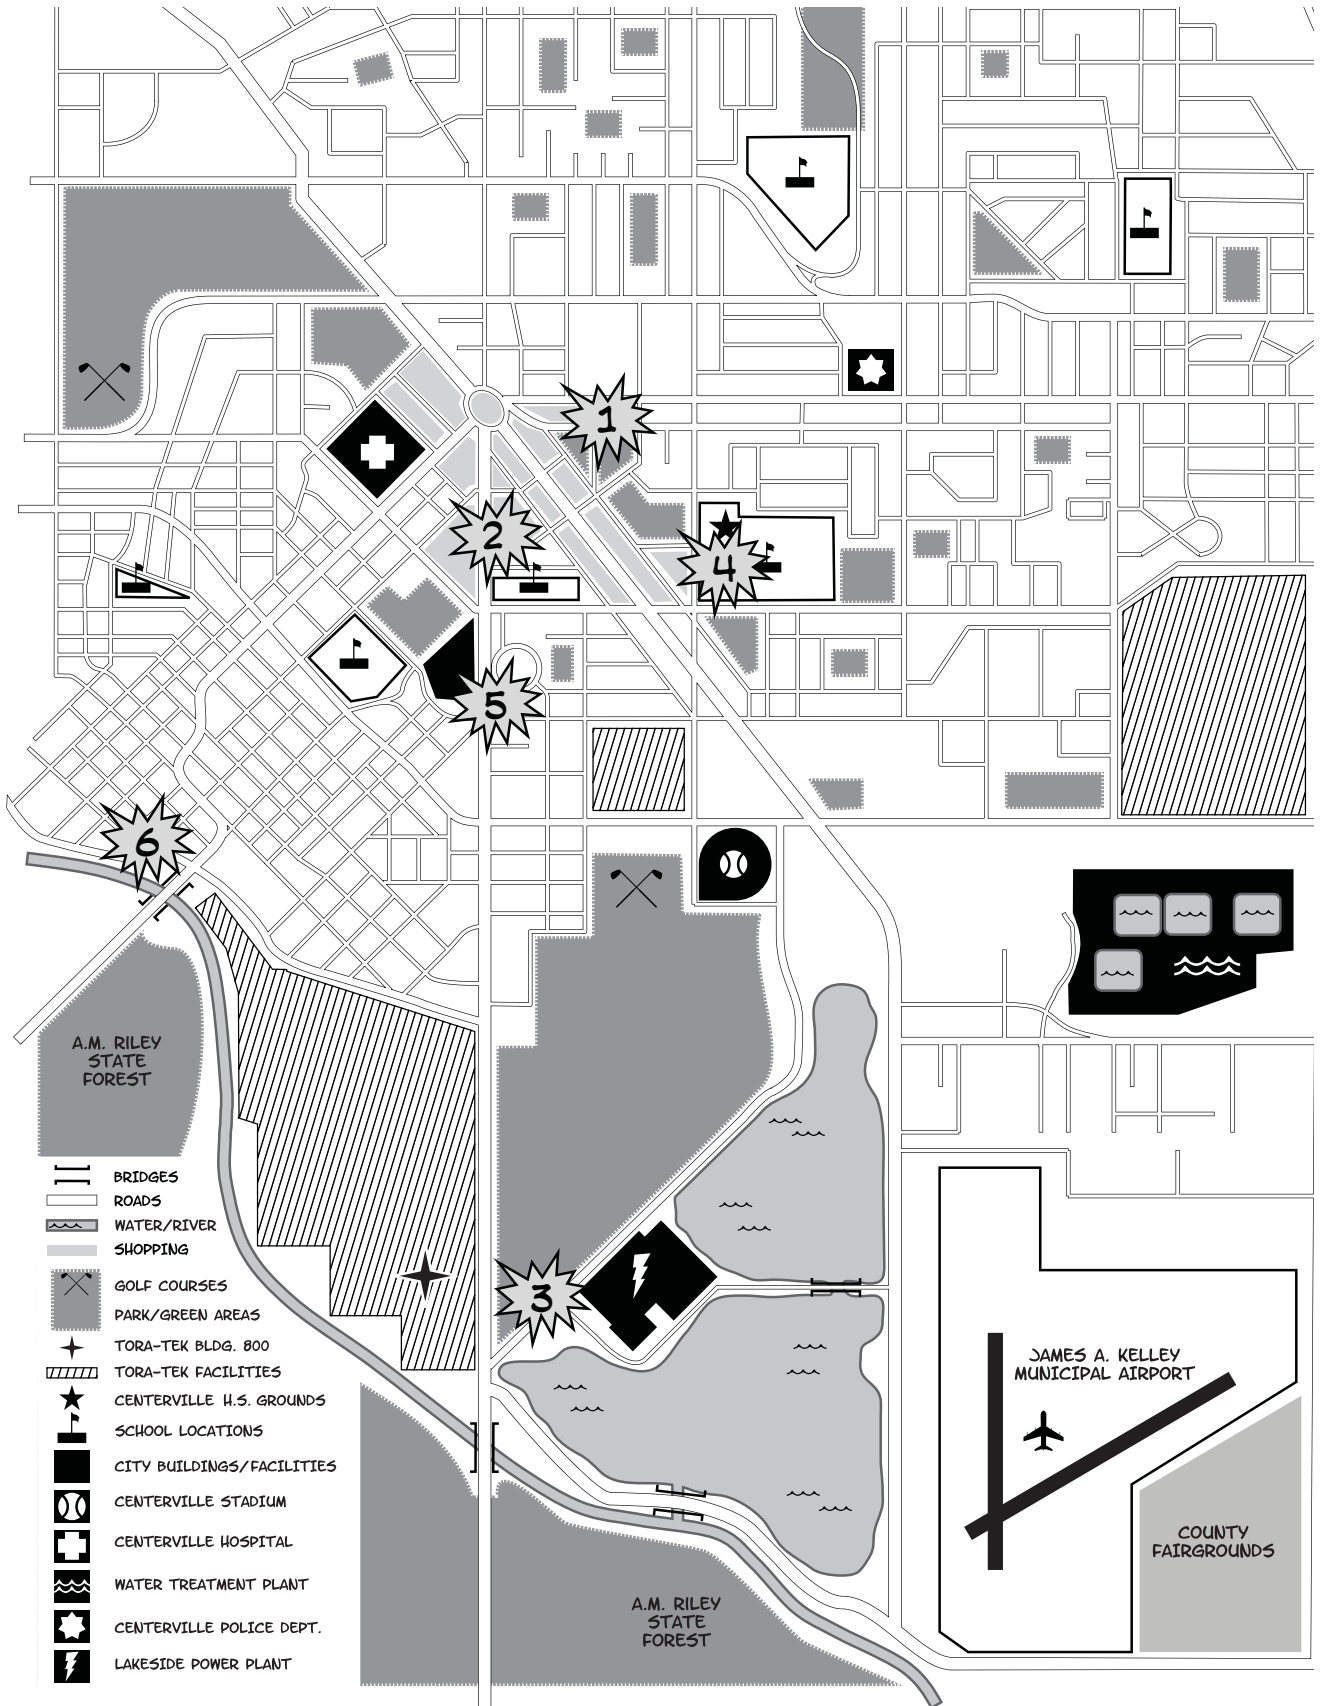 1
2
4
5
6
3
A.M. RILEY
STATE
FOREST
BRIDGES
ROADS
WATER/RIVER
SHOPPING
GOLF COURSES
PARK/GREEN AREAS
TORA-TEK BLDG. 800
TORA-TEK FACILITIES
CENTERVILLE H.S. GROUNDS
SCHOOL LOCATIONS
CITY BUILDINGS/FACILITIES
CENTERVILLE STADIUM
CENTERVILLE HOSPITAL
WATER TREATMENT PLANT
CENTERVILLE POLICE DEPT.
LAKESIDE POWER PLANT
JAMES A. KELLEY
MUNICIPAL AIRPORT
COUNTY
FAIRGROUNDS
A.M. RILEY
STATE
FOREST